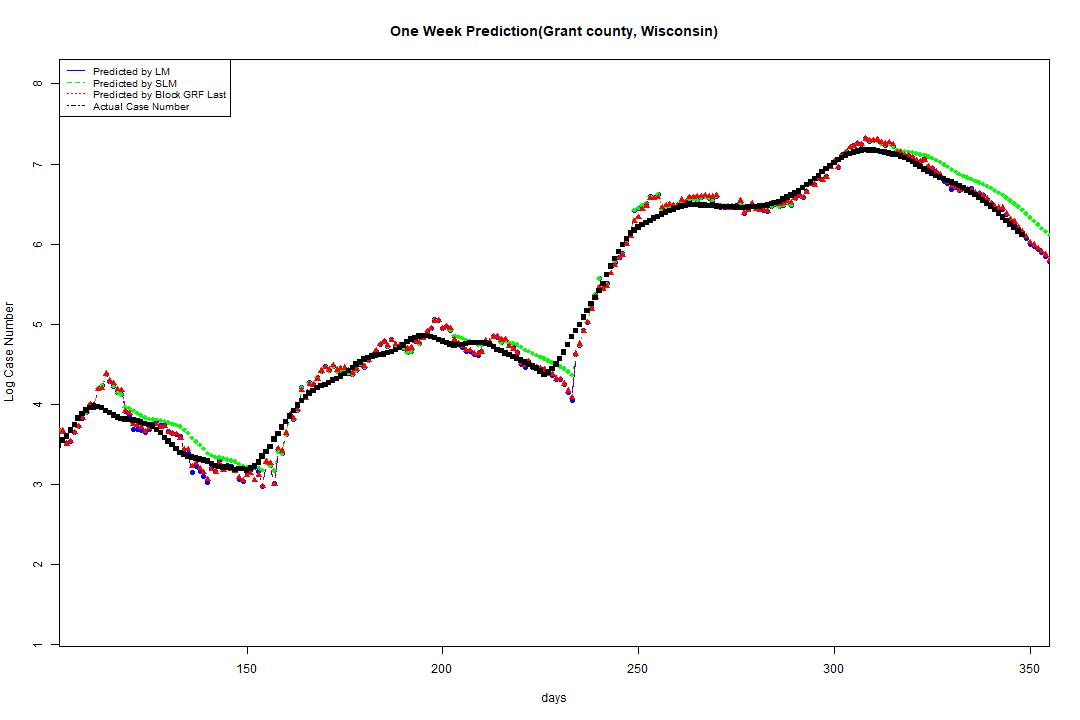 One Week Prediction(Grant county, Wisconsin)
Predicted by LM
Predicted by SLM
Predicted by Block GRF Last
Actual Case Number
8
7
6
5
4
3
2
1
Log Case Number
150
200
250
300
350
days